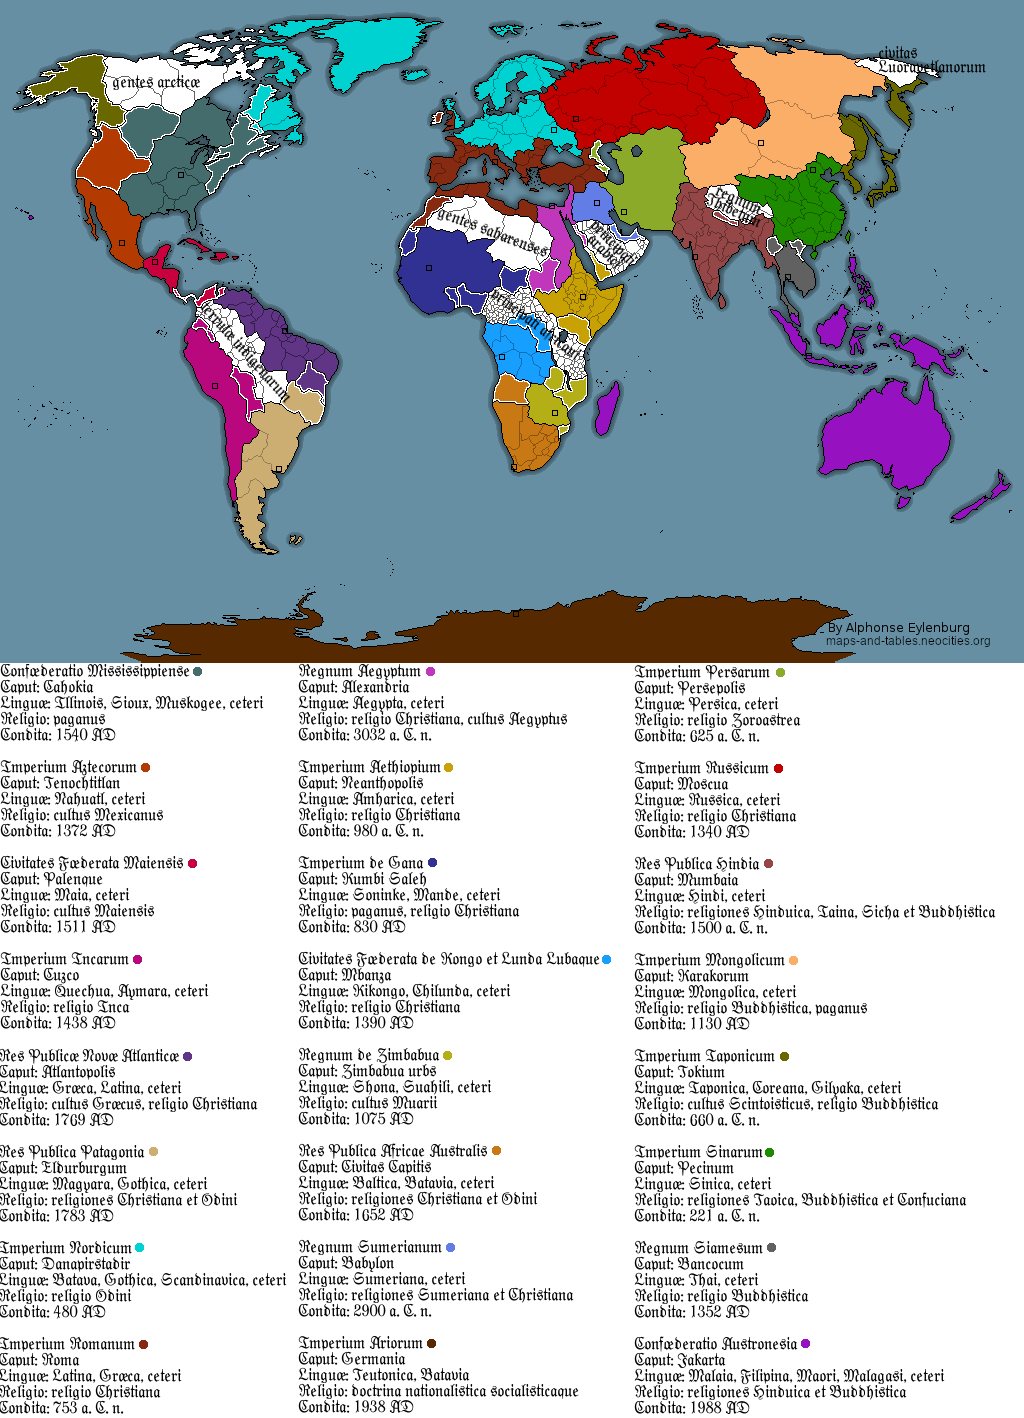 gentes arcticæ
civitas
Luoravetlanorum
gentes saharenses
regnum
Thibetum
By Alphonse Eylenburg
maps-and-tables.neocities.org
Confœderatio Mississippiense
Caput: Cahokia
Linguæ: Illinois, Sioux, Muskogee, ceteri
Religio: paganus
Condita: 1540 AD
Imperium Aztecorum
Caput: Tenochtitlan
Linguæ: Nahuatl, ceteri
Religio: cultus Mexicanus
Condita: 1372 AD
Civitates Fœderata Maiensis
Caput: Palenque
Linguæ: Maia, ceteri
Religio: cultus Maiensis
Condita: 1511 AD
Imperium Incarum
Caput: Cuzco
Linguæ: Quechua, Aymara, ceteri
Religio: religio Inca
Condita: 1438 AD
Res Publicæ Novæ Atlanticæ
Caput: Atlantopolis
Linguæ: Græca, Latina, ceteri
Religio: cultus Græcus, religio Christiana
Condita: 1769 AD
Res Publica Patagonia
Caput: Eldurburgum
Linguæ: Magyara, Gothica, ceteri
Religio: religiones Christiana et Odini
Condita: 1783 AD
Imperium Nordicum
Caput: Danapirstadir
Linguæ: Batava, Gothica, Scandinavica, ceteri
Religio: religio Odini
Condita: 480 AD
Imperium Romanum
Caput: Roma
Linguæ: Latina, Græca, ceteri
Religio: religio Christiana
Condita: 753 a. C. n.
Regnum Aegyptum
Caput: Alexandria
Linguæ: Aegypta, ceteri
Religio: religio Christiana, cultus Aegyptus
Condita: 3032 a. C. n.
Imperium Aethiopium
Caput: Neanthopolis
Linguæ: Amharica, ceteri
Religio: religio Christiana
Condita: 980 a. C. n.
Imperium de Gana
Caput: Kumbi Saleh
Linguæ: Soninke, Mande, ceteri
Religio: paganus, religio Christiana
Condita: 830 AD
Civitates Fœderata de Kongo et Lunda Lubaque
Caput: Mbanza
Linguæ: Kikongo, Chilunda, ceteri
Religio: religio Christiana
Condita: 1390 AD
Regnum de Zimbabua
Caput: Zimbabua urbs
Linguæ: Shona, Suahili, ceteri
Religio: cultus Muarii
Condita: 1075 AD
Res Publica Africae Australis
Caput: Civitas Capitis
Linguæ: Baltica, Batavia, ceteri
Religio: religiones Christiana et Odini
Condita: 1652 AD
Regnum Sumerianum
Caput: Babylon
Linguæ: Sumeriana, ceteri
Religio: religiones Sumeriana et Christiana
Condita: 2900 a. C. n.
Imperium Ariorum
Caput: Germania
Linguæ: Teutonica, Batavia
Religio: doctrina nationalistica socialisticaque
Condita: 1938 AD
Imperium Persarum
Caput: Persepolis
Linguæ: Persica, ceteri
Religio: religio Zoroastrea
Condita: 625 a. C. n.
Imperium Russicum
Caput: Moscua
Linguæ: Russica, ceteri
Religio: religio Christiana
Condita: 1340 AD
Res Publica Hindia
Caput: Mumbaia
Linguæ: Hindi, ceteri
Religio: religiones Hinduica, Iaina, Sicha et Buddhistica
Condita: 1500 a. C. n.
Imperium Mongolicum
Caput: Karakorum
Linguæ: Mongolica, ceteri
Religio: religio Buddhistica, paganus
Condita: 1130 AD
Imperium Iaponicum
Caput: Tokium
Linguæ: Iaponica, Coreana, Gilyaka, ceteri
Religio: cultus Scintoisticus, religio Buddhistica
Condita: 660 a. C. n.
Imperium Sinarum
Caput: Pecinum
Linguæ: Sinica, ceteri
Religio: religiones Taoica, Buddhistica et Confuciana
Condita: 221 a. C. n.
Regnum Siamesum
Caput: Bancocum
Linguæ: Thai, ceteri
Religio: religio Buddhistica
Condita: 1352 AD
Confœderatio Austronesia
Caput: Jakarta
Linguæ: Malaia, Filipina, Maori, Malagasi, ceteri
Religio: religiones Hinduica et Buddhistica
Condita: 1988 AD